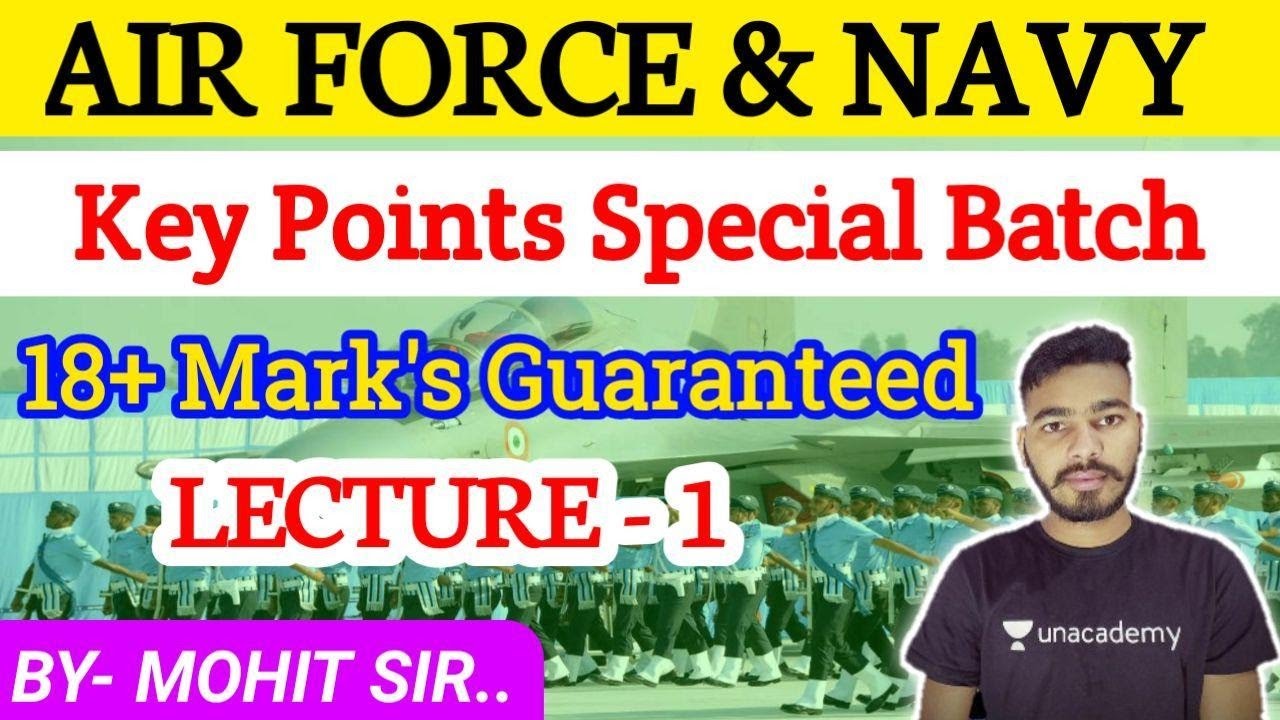 AIR FORCE & NAVY
Key Points Special Batch
18+ Mark's Guaranteed
LECTURE - 1
unacademy
BY- MOHIT SIR..